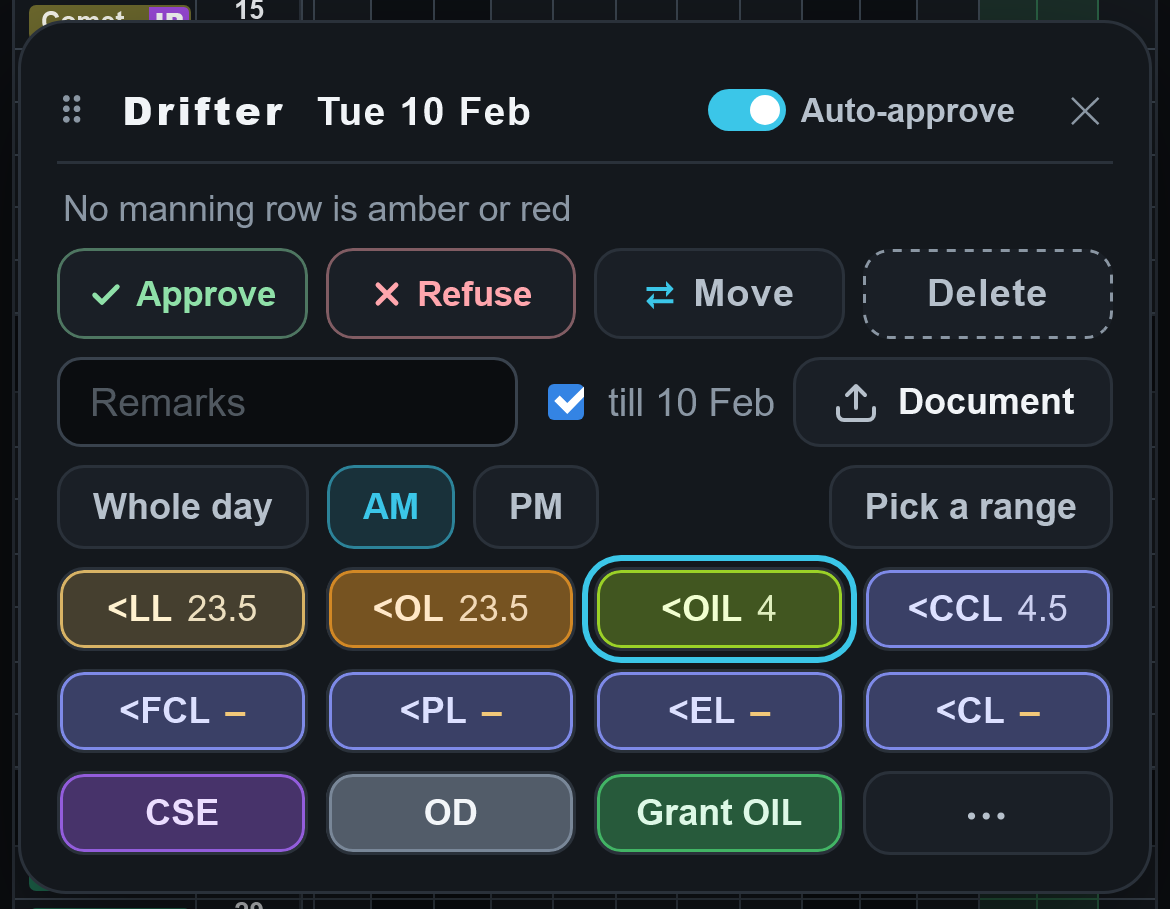 15
Drifter Tue 10 Feb Auto-approve
No manning row is amber or red
Approve Refuse Move Delete
Remarks till 10 Feb Document
Whole day AM PM Pick a range
<LL 23.5 <OL 23.5 <OIL 4 <CCL 4.5
<FCL – <PL – <EL – <CL –
CSE OD Grant OIL ...